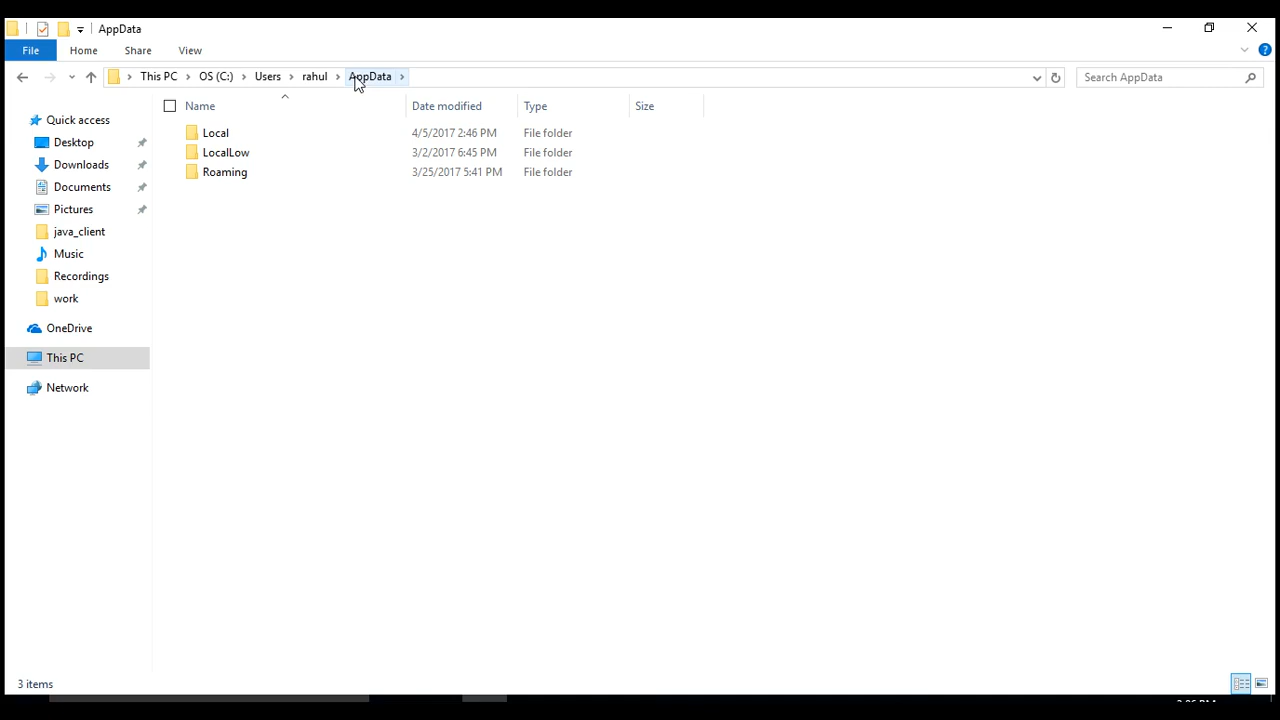 AppData
File Home Share View
This PC OS (C:) Users rahul AppData Search AppData
Name Date modified Type Size
Quick access
Desktop
Downloads
Documents
Pictures
java_client
Music
Recordings
work
OneDrive
This PC
Network
Local 4/5/2017 2:46 PM File folder
LocalLow 3/2/2017 6:45 PM File folder
Roaming 3/25/2017 5:41 PM File folder
3 items